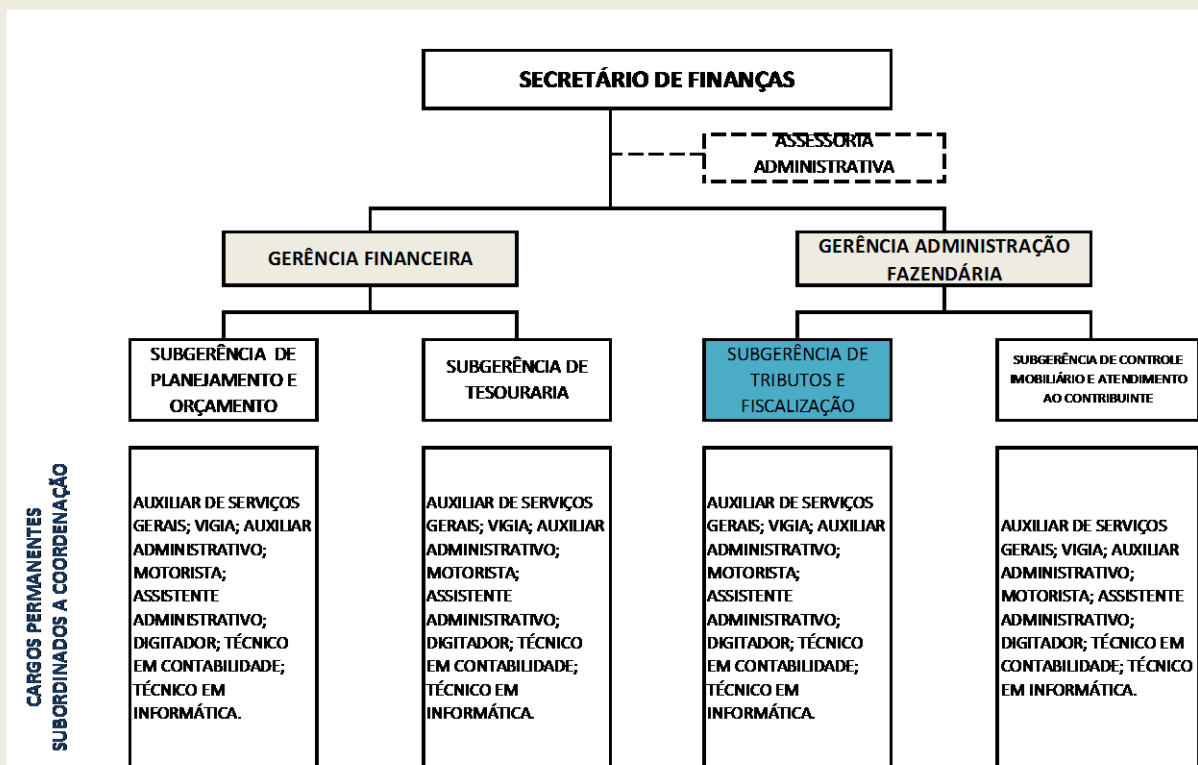 SECRETÁRIO DE FINANÇAS
ASSESSORIA
ADMINISTRATIVA
GERÊNCIA FINANCEIRA
GERÊNCIA ADMINISTRAÇÃO
FAZENDÁRIA
SUBGERÊNCIA DE
PLANEJAMENTO E
ORÇAMENTO
SUBGERÊNCIA DE
TESOURARIA
SUBGERÊNCIA DE
TRIBUTOS E
FISCALIZAÇÃO
SUBGERÊNCIA DE CONTROLE
IMOBILIÁRIO E ATENDIMENTO
AO CONTRIBUINTE
CARGOS PERMANENTES
SUBORDINADOS A COORDENAÇÃO
AUXILIAR DE SERVIÇOS
GERAIS; VIGIA; AUXILIAR
ADMINISTRATIVO;
MOTORISTA;
ASSISTENTE
ADMINISTRATIVO;
DIGITADOR; TÉCNICO
EM CONTABILIDADE;
TÉCNICO EM
INFORMÁTICA.
AUXILIAR DE SERVIÇOS
GERAIS; VIGIA; AUXILIAR
ADMINISTRATIVO;
MOTORISTA;
ASSISTENTE
ADMINISTRATIVO;
DIGITADOR; TÉCNICO
EM CONTABILIDADE;
TÉCNICO EM
INFORMÁTICA.
AUXILIAR DE SERVIÇOS
GERAIS; VIGIA; AUXILIAR
ADMINISTRATIVO;
MOTORISTA;
ASSISTENTE
ADMINISTRATIVO;
DIGITADOR; TÉCNICO
EM CONTABILIDADE;
TÉCNICO EM
INFORMÁTICA.
AUXILIAR DE SERVIÇOS
GERAIS; VIGIA; AUXILIAR
ADMINISTRATIVO;
MOTORISTA; ASSISTENTE
ADMINISTRATIVO;
DIGITADOR; TÉCNICO EM
CONTABILIDADE; TÉCNICO
EM INFORMÁTICA.